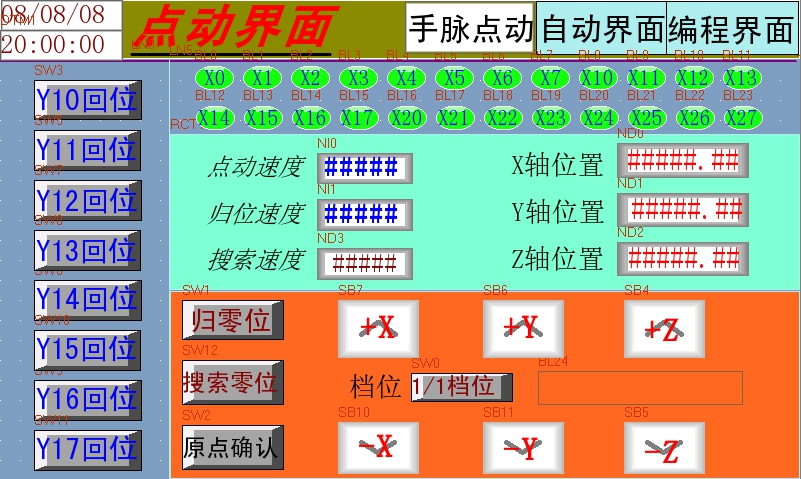 08/08/08
DTM1
20:00:00
点动界面
手脉点动
自动界面
编程界面
LN5
BL0 BL1 BL2 BL3 BL4 BL5 BL6 BL7 BL8 BL9 BL10 BL11
X0 X1 X2 X3 X4 X5 X6 X7 X10 X11 X12 X13
BL12 BL13 BL14 BL15 BL16 BL17 BL18 BL19 BL20 BL21 BL22 BL23
RCT X14 X15 X16 X17 X20 X21 X22 X23 X24 X25 X26 X27
SW3
Y10回位
SW5
Y11回位
SW7
Y12回位
Y13回位
Y14回位
Y15回位
Y16回位
Y17回位
NI0 ND0
点动速度 ##### X轴位置 #####.##
NI1 ND1
归位速度 ##### Y轴位置 #####.##
ND3 ND2
搜索速度 ##### Z轴位置 #####.##
SW1 SB7 SB6 SB4
归零位 +X +Y +Z
SW12 SW0 BL24
搜索零位 档位 1/1档位
SW2 SB10 SB11 SB5
原点确认 -X -Y -Z